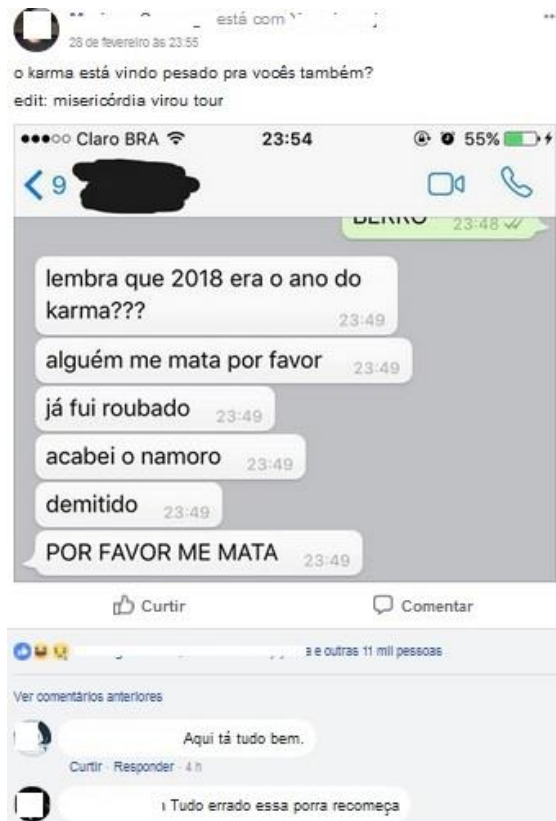 está com
28 de fevereiro às 23:55
o karma está vindo pesado pra vocês também?
edit: misericórdia virou tour
Claro BRA 23:54 55%
9
BERRO 23:48
lembra que 2018 era o ano do
karma???
23:49
alguém me mata por favor 23:49
já fui roubado 23:49
acabei o namoro 23:49
demitido 23:49
POR FAVOR ME MATA 23:49
Curtir Comentar
a e outras 11 mil pessoas
Ver comentários anteriores
Aqui tá tudo bem.
Curtir · Responder · 4 h
Tudo errado essa porra recomeça